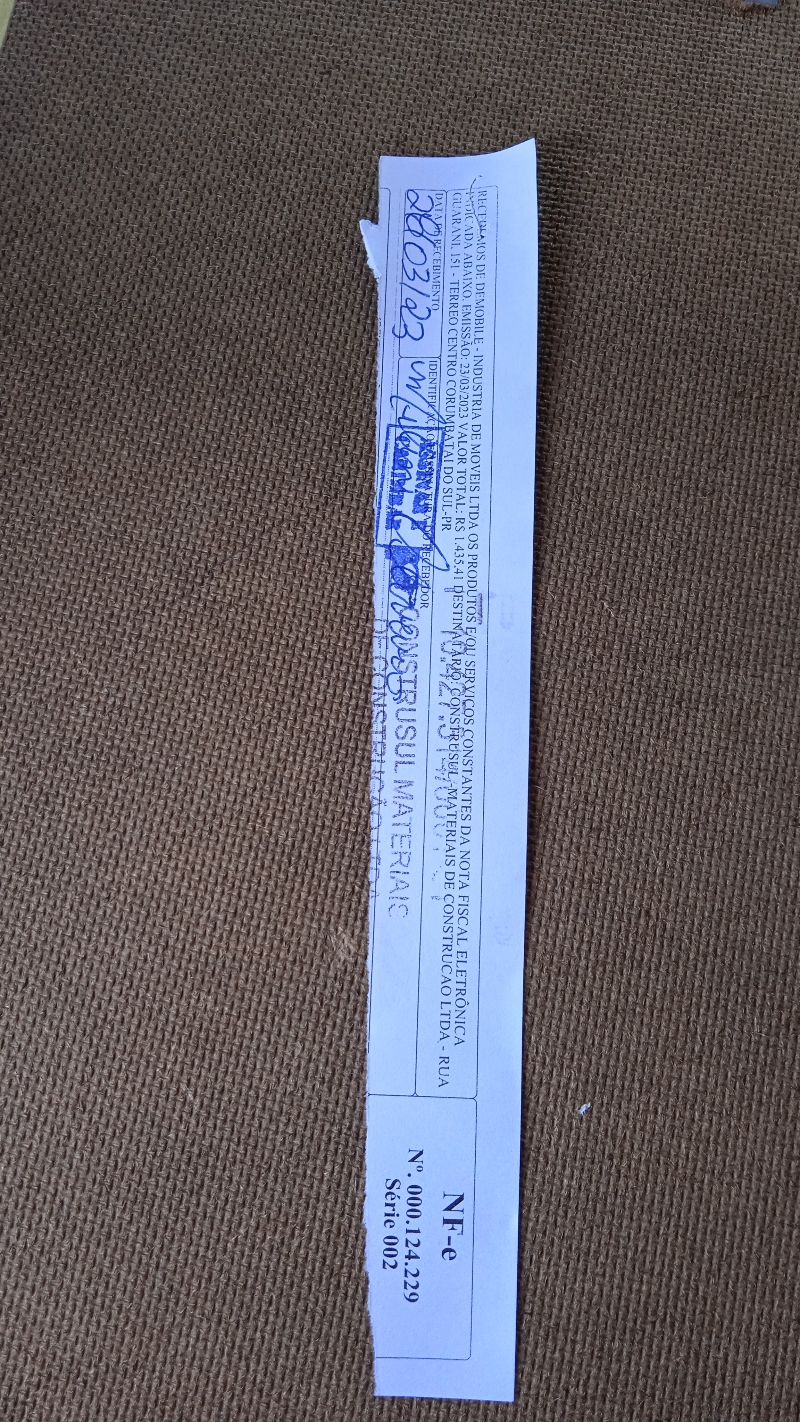 RECEBEMOS DE DEMOBILE - INDUSTRIA DE MOVEIS LTDA OS PRODUTOS E/OU SERVIÇOS CONSTANTES DA NOTA FISCAL ELETRÔNICA
INDICADA ABAIXO. EMISSÃO: 23/03/2023 VALOR TOTAL: R$ 1.435,41 DESTINATÁRIO: CONSTRUSUL - MATERIAIS DE CONSTRUCAO LTDA - RUA
GUARANI, 151 - TERREO CENTRO CORUMBATAI DO SUL-PR
DATA DO RECEBIMENTO
IDENTIFICAÇÃO E ASSINATURA DO RECEBEDOR
28/03/23
CONSTRUSUL MATERIAIS
DE CONSTRUÇÃO LTDA
NF-e
Nº. 000.124.229
Série 002